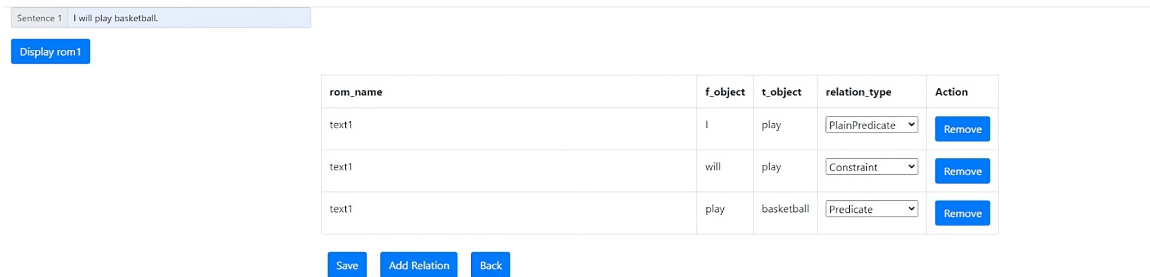 Sentence 1 I will play basketball.
Display rom1
rom_name f_object t_object relation_type Action
text1 I play PlainPredicate Remove
text1 will play Constraint Remove
text1 play basketball Predicate Remove
Save Add Relation Back